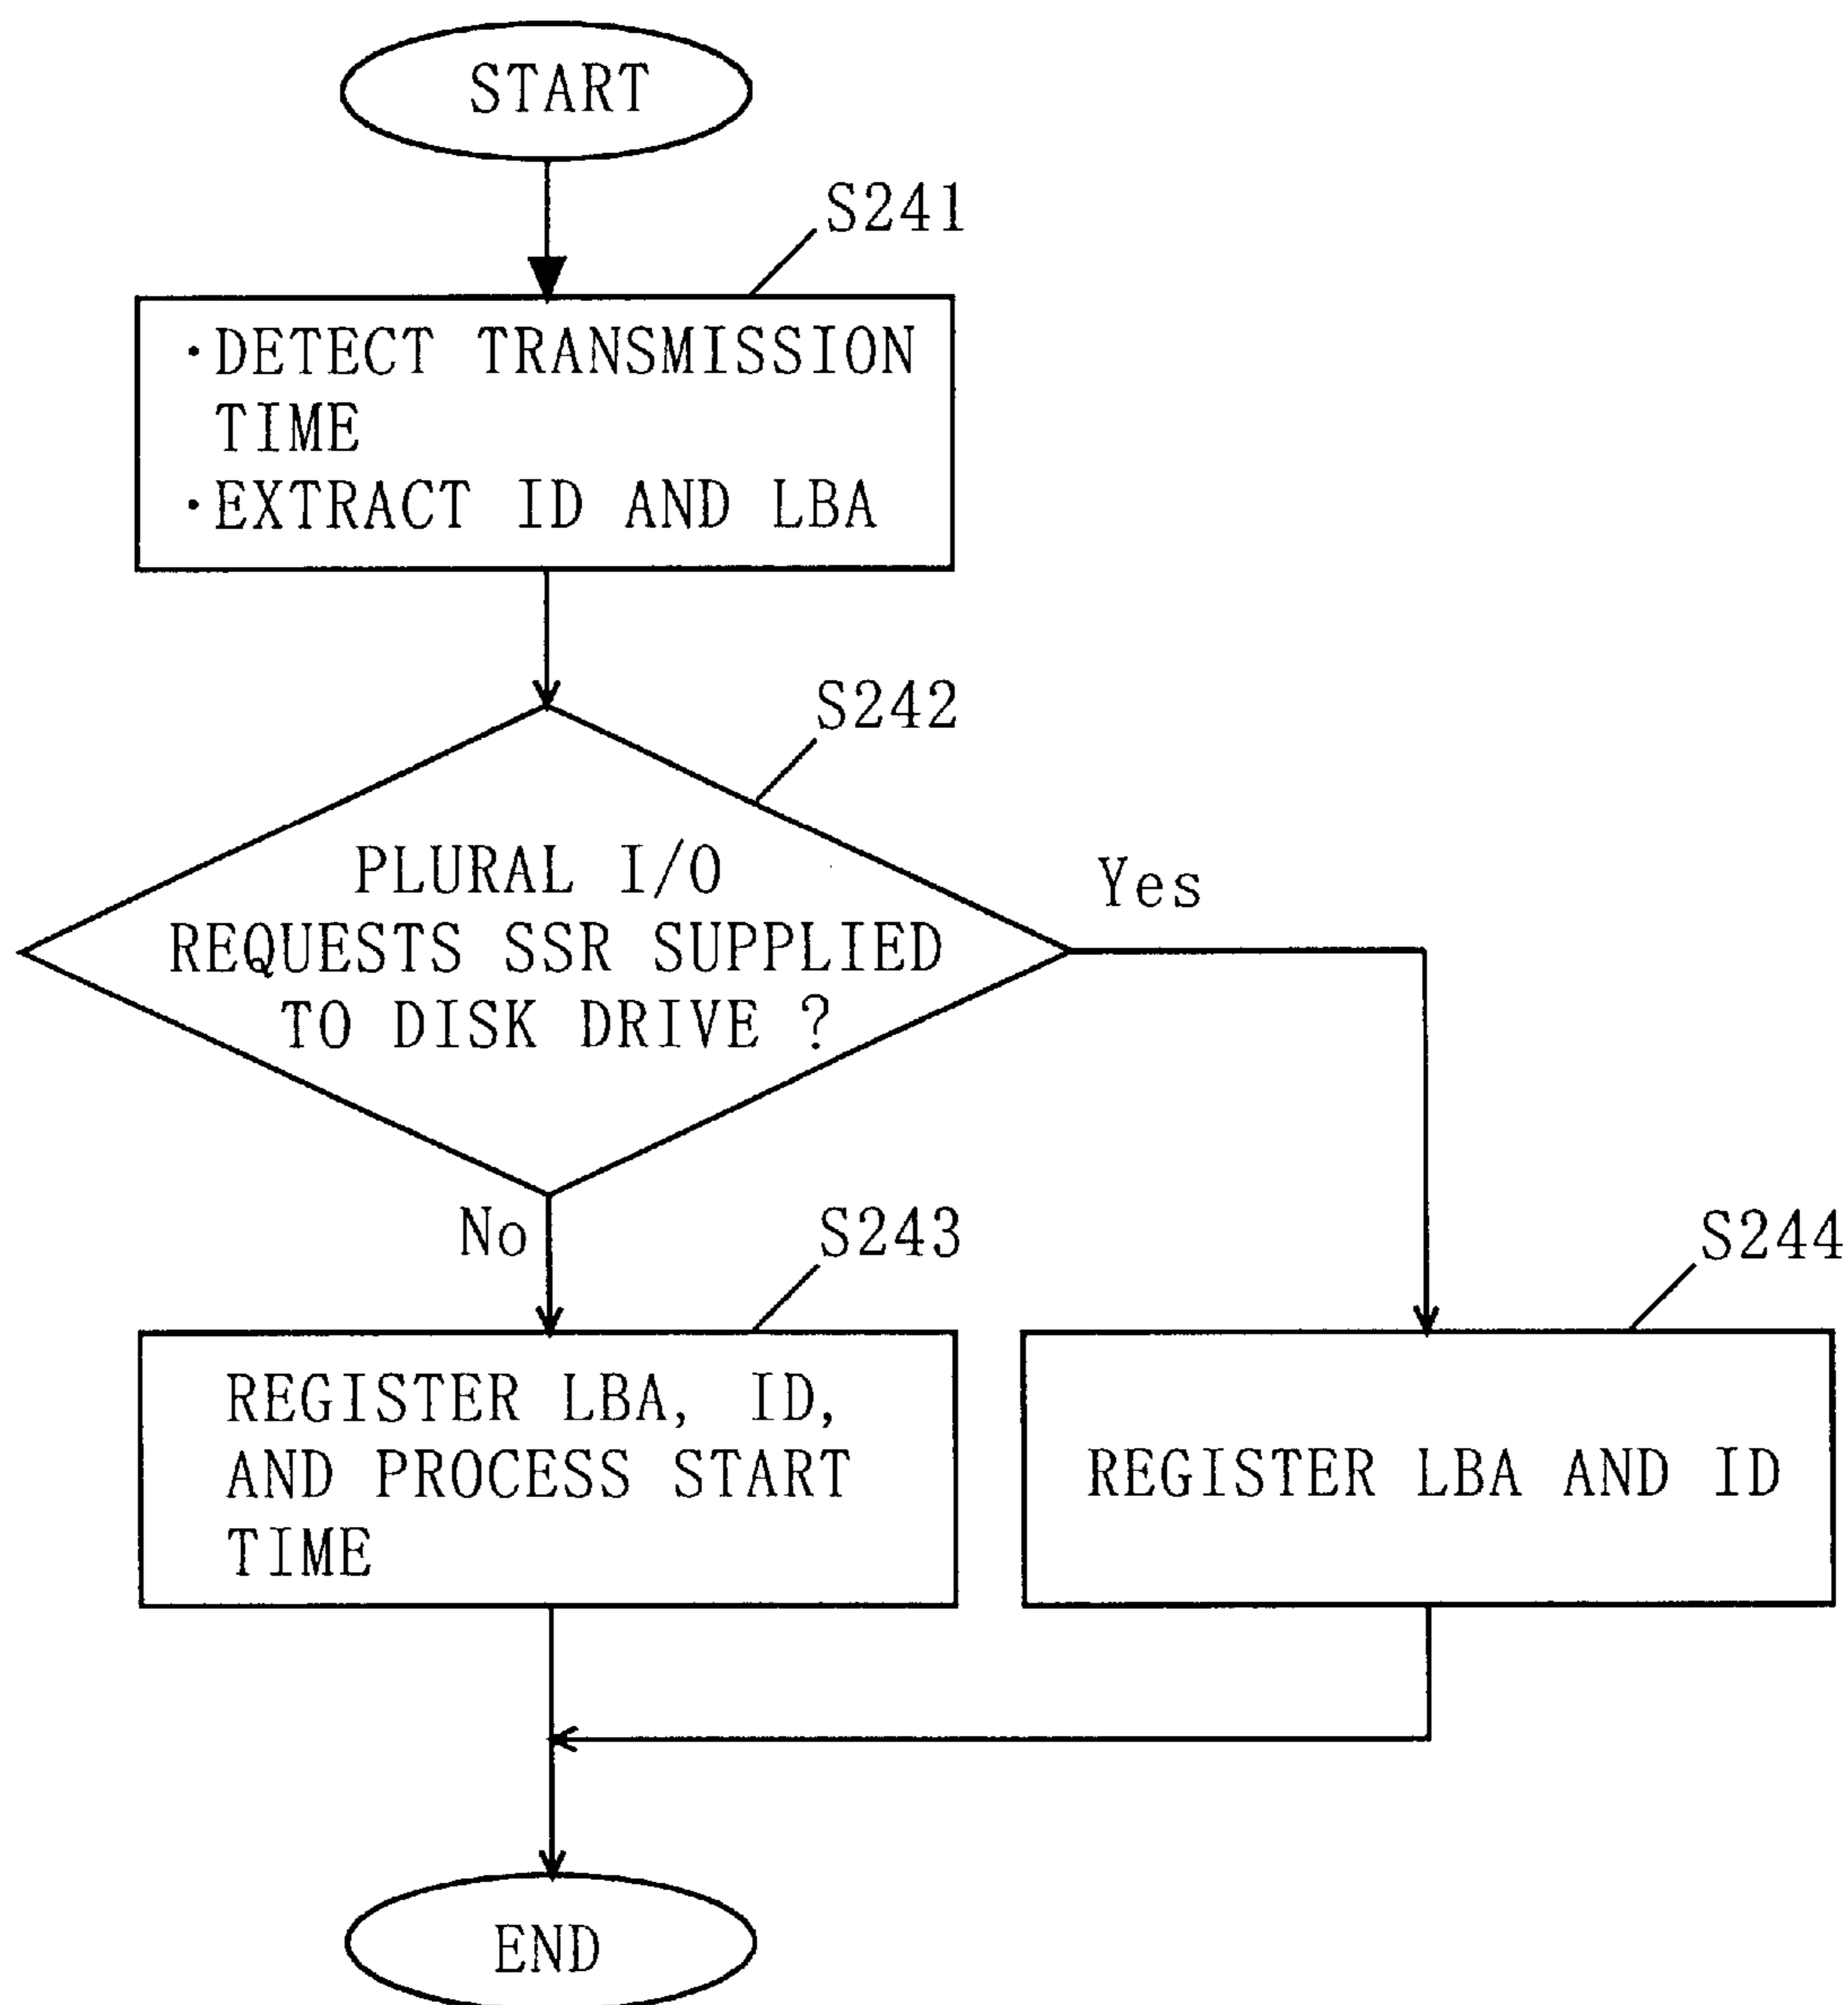 START
S241
·DETECT TRANSMISSION
TIME
·EXTRACT ID AND LBA
S242
PLURAL I/O
REQUESTS SSR SUPPLIED
TO DISK DRIVE ?
Yes
No
S243
S244
REGISTER LBA, ID,
AND PROCESS START
TIME
REGISTER LBA AND ID
END